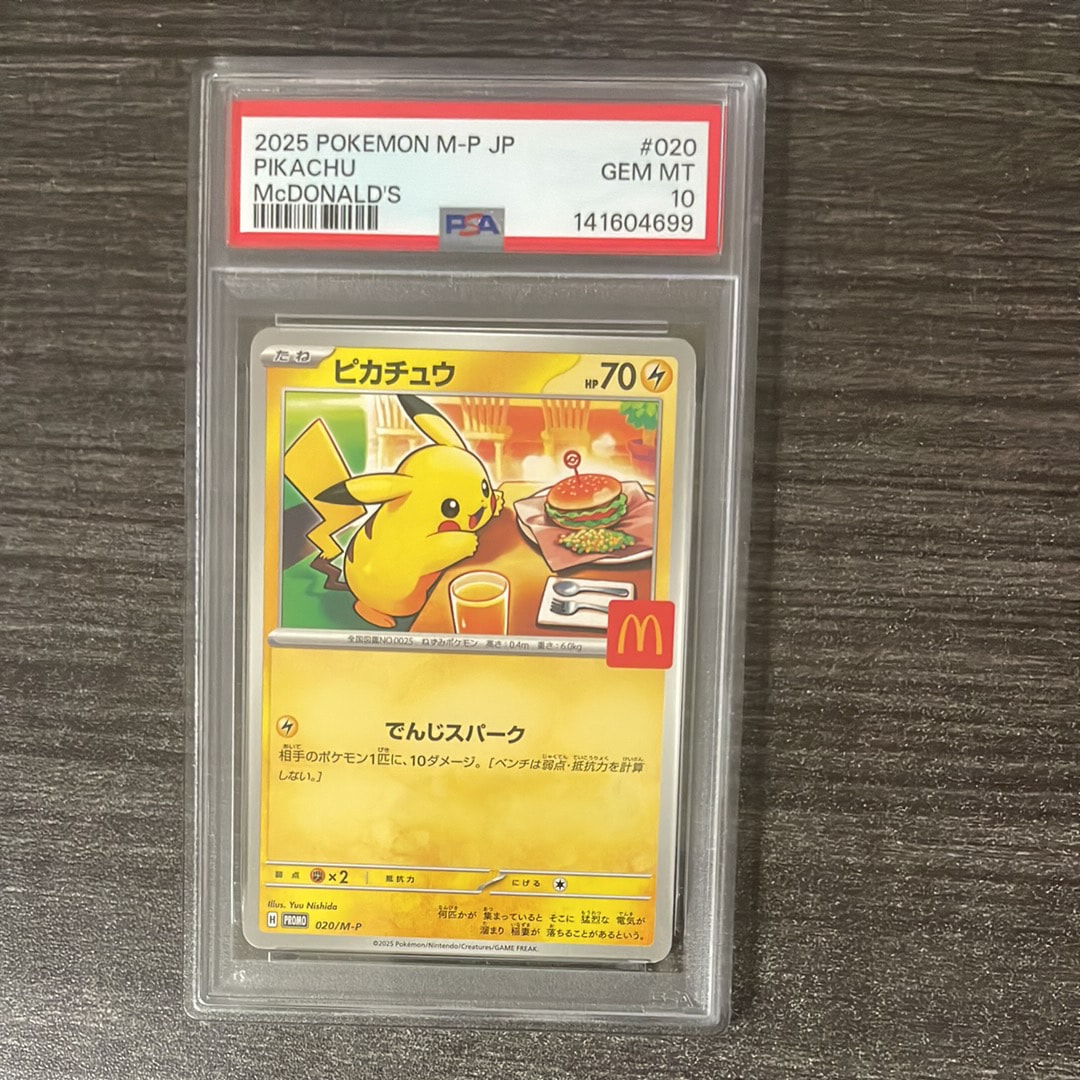 2025 POKEMON M-P JP #020
PIKACHU GEM MT
McDONALD'S 10
PSA 141604699
たね ピカチュウ HP70
M
全国図鑑NO.0025 ねずみポケモン 高さ:0.4m 重さ:6.0kg
でんじスパーク
相手のポケモン1匹に、10ダメージ。[ベンチは弱点・抵抗力を計算
しない。]
弱点 ×2 抵抗力 にげる
Illus. Yuu Nishida
何匹かが 集まっていると そこに 猛烈な 電気が
H PROMO 020/M-P
溜まり 稲妻が 落ちることがあるという。
©2025 Pokémon/Nintendo/Creatures/GAME FREAK.